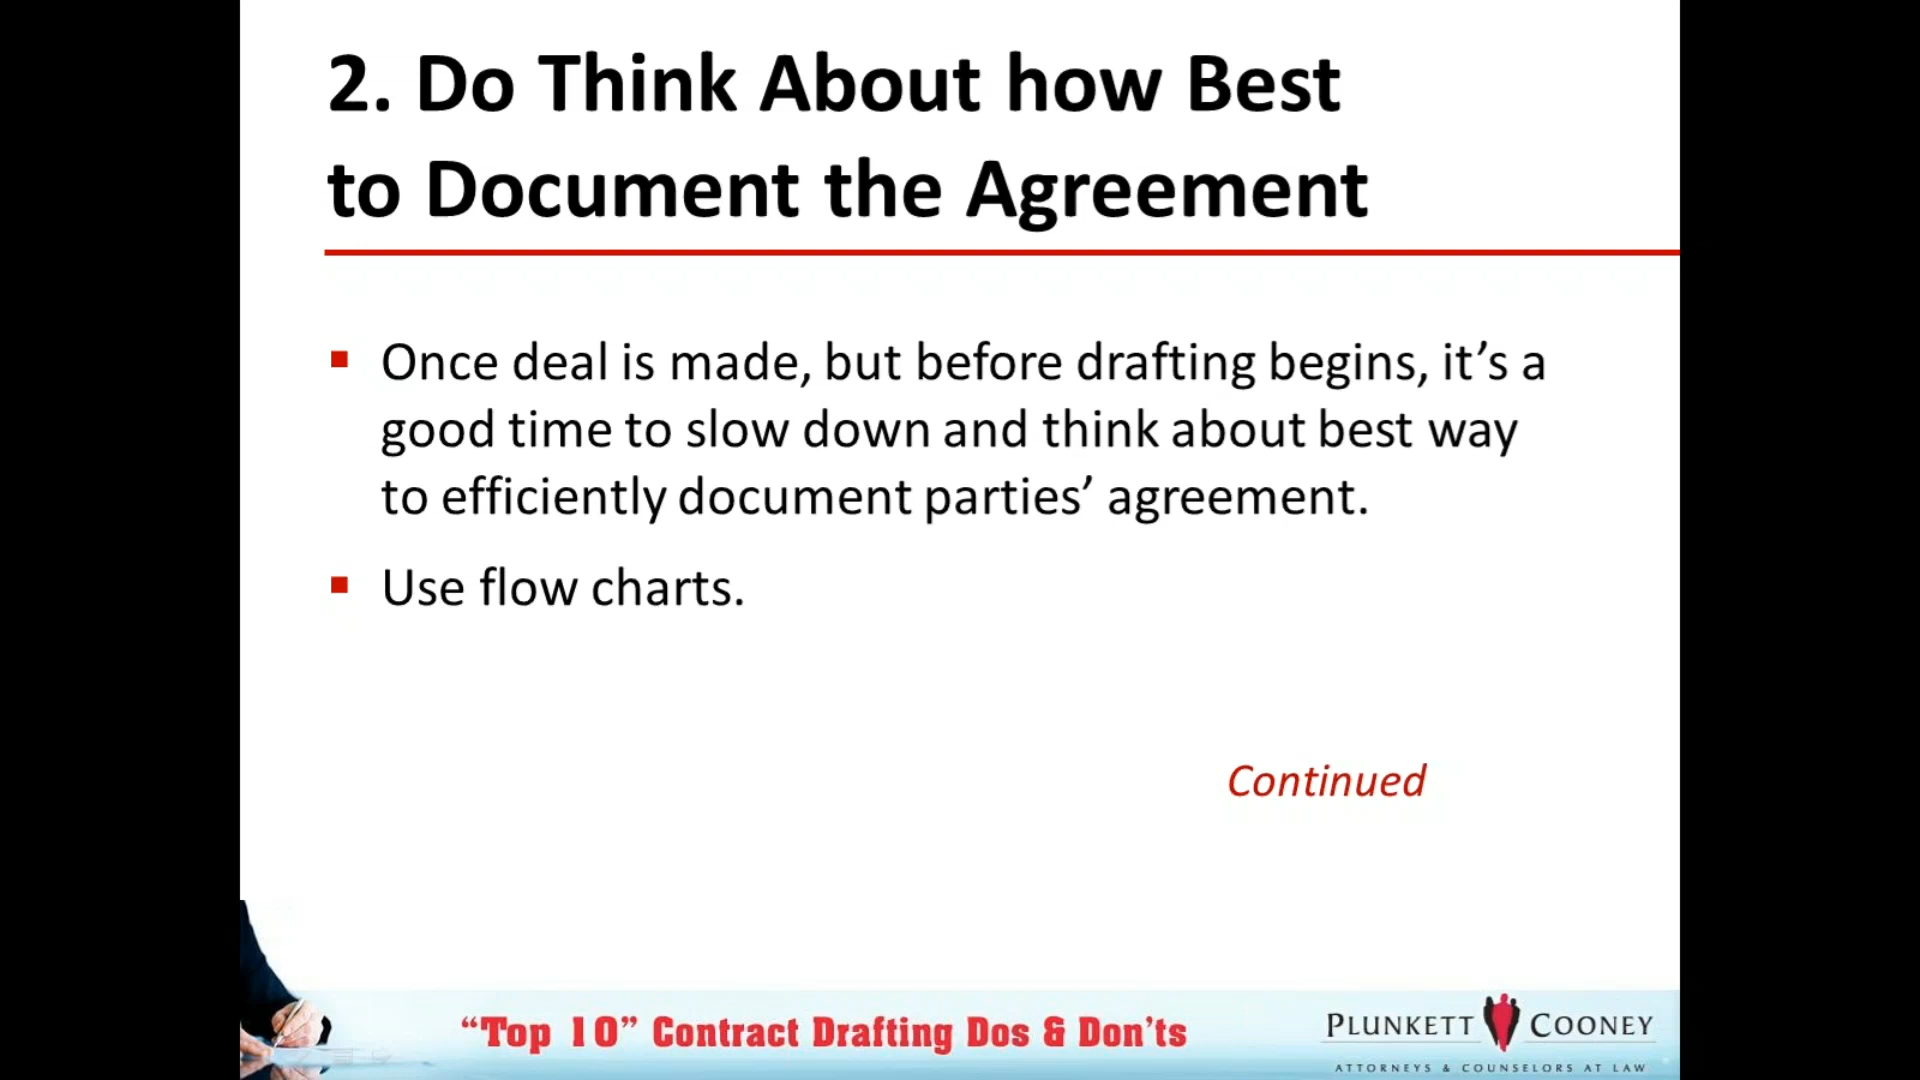 2. Do Think About how Best
to Document the Agreement
▪ Once deal is made, but before drafting begins, it’s a
good time to slow down and think about best way
to efficiently document parties’ agreement.
▪ Use flow charts.
Continued
“Top 10” Contract Drafting Dos & Don’ts
PLUNKETT COONEY
ATTORNEYS & COUNSELORS AT LAW